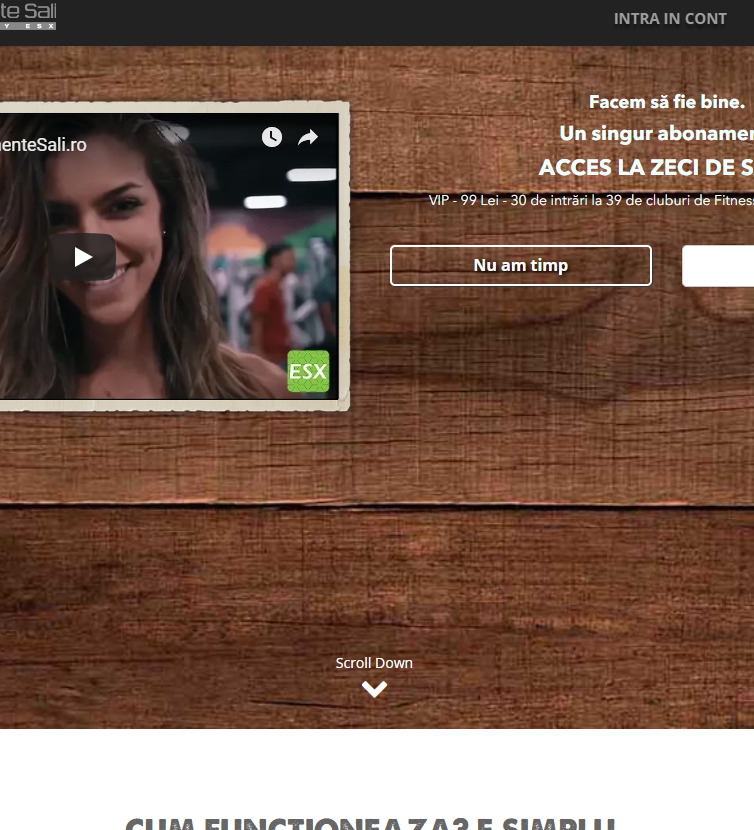 te Sali
Y ESX
INTRA IN CONT
enteSali.ro
ESX
Facem să fie bine.
Un singur abonamen
ACCES LA ZECI DE S
VIP - 99 Lei - 30 de intrări la 39 de cluburi de Fitness
Nu am timp
Scroll Down
CUM FUNCTIONEAZA? E SIMPLU